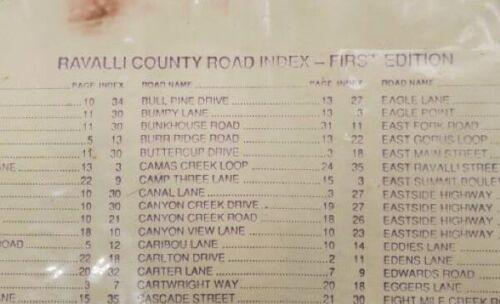 RAVALLI COUNTY ROAD INDEX – FIRST EDITION
PAGE INDEX ROAD NAME PAGE INDEX ROAD NAME
10 34 BULL PINE DRIVE 13 27 EAGLE LANE
11 30 BUMPY LANE 13 3 EAGLE POINT
11 30 BUNKHOUSE ROAD 31 11 EAST FORK ROAD
5 13 BURR RIDGE ROAD 13 22 EAST GORUS LOOP
11 30 BUTTERCUP DRIVE 3 18 EAST MAIN STREET
13 3 CAMAS CREEK LOOP 24 35 EAST RAVALLI STREE
22 9 CAMP THREE LANE 15 3 EAST SUMMIT ROUL
10 30 CANAL LANE 3 27 EASTSIDE HIGHWAY
10 30 CANYON CREEK DRIVE 19 27 EASTSIDE HIGHWAY
10 21 CANYON CREEK ROAD 18 26 EASTSIDE HIGHWAY
18 10 CANYON VIEW LANE 10 23 EASTSIDE HIGHWAY
OAD 5 12 CARIBOU LANE 10 14 EDDIES LANE
22 18 CARLTON DRIVE 2 11 EDENS LANE
20 32 CARTER LANE 7 9 EDWARDS ROAD
3 7 CARTWRIGHT WAY 20 18 EGGERS LANE
15 35 CASCADE STREET 21 30 EIGHT MILE CREEK